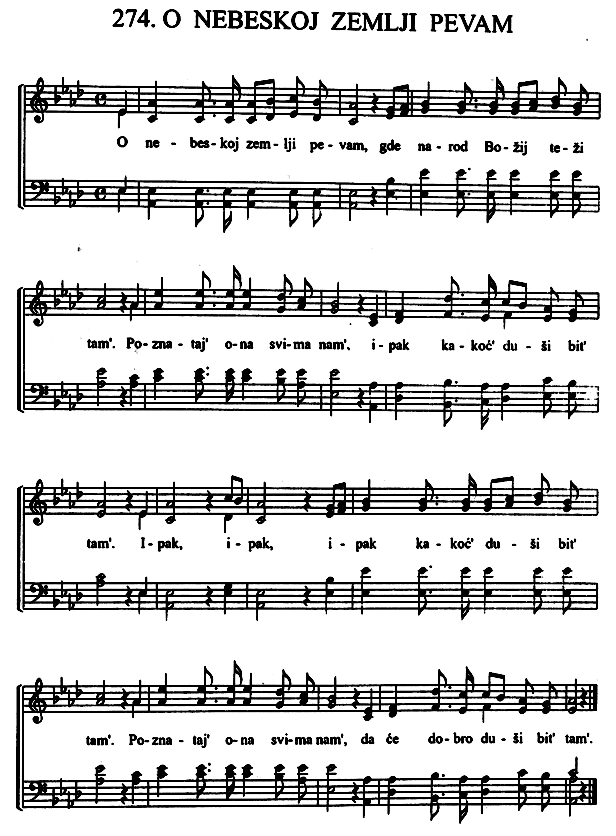 274. O NEBESKOJ ZEMLJI PEVAM
O ne - bes - koj zem - lji pe - vam, gde na - rod Bo - žij te - ži
tam'. Po - zna - taj' o - na svi - ma nam', i - pak ka - koć' du - ši bit'
tam'. I - pak, i - pak, i - pak ka - koć' du - ši bit'
tam'. Po - zna - taj' o - na svi - ma nam', da će do - bro du - ši bit' tam'.